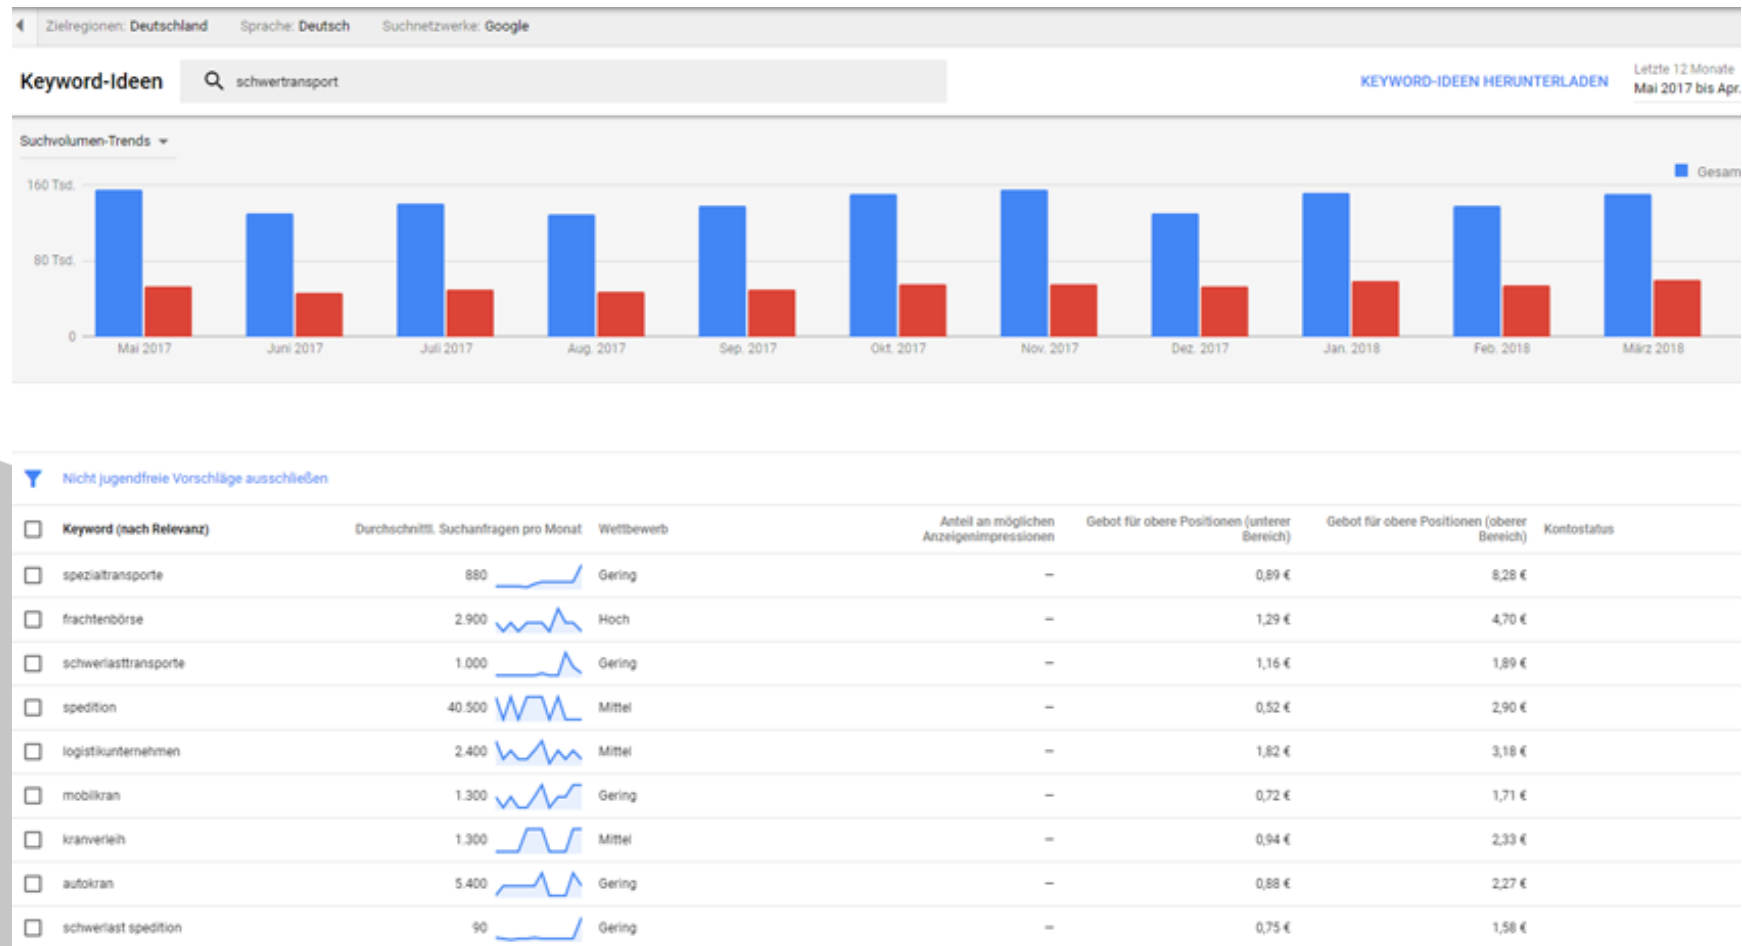 Zielregionen: Deutschland Sprache: Deutsch Suchnetzwerke: Google
Keyword-Ideen schwertransport KEYWORD-IDEEN HERUNTERLADEN Letzte 12 Monate
Mai 2017 bis Apr.
Suchvolumen-Trends
Gesam
160 Tsd.
80 Tsd.
0
Mai 2017 Juni 2017 Juli 2017 Aug. 2017 Sep. 2017 Okt. 2017 Nov. 2017 Dez. 2017 Jan. 2018 Feb. 2018 März 2018
Nicht jugendfreie Vorschläge ausschließen
Keyword (nach Relevanz) Durchschnittl. Suchanfragen pro Monat Wettbewerb Anteil an möglichen Anzeigenimpressionen Gebot für obere Positionen (unterer Bereich) Gebot für obere Positionen (oberer Bereich) Kontostatus
spezialtransporte 880 Gering – 0,89 € 8,28 €
frachtenbörse 2.900 Hoch – 1,29 € 4,70 €
schwerlasttransporte 1.000 Gering – 1,16 € 1,89 €
spedition 40.500 Mittel – 0,52 € 2,90 €
logistikunternehmen 2.400 Mittel – 1,82 € 3,18 €
mobilkran 1.300 Gering – 0,72 € 1,71 €
kranverleih 1.300 Mittel – 0,94 € 2,33 €
autokran 5.400 Gering – 0,88 € 2,27 €
schwerlast spedition 90 Gering – 0,75 € 1,58 €